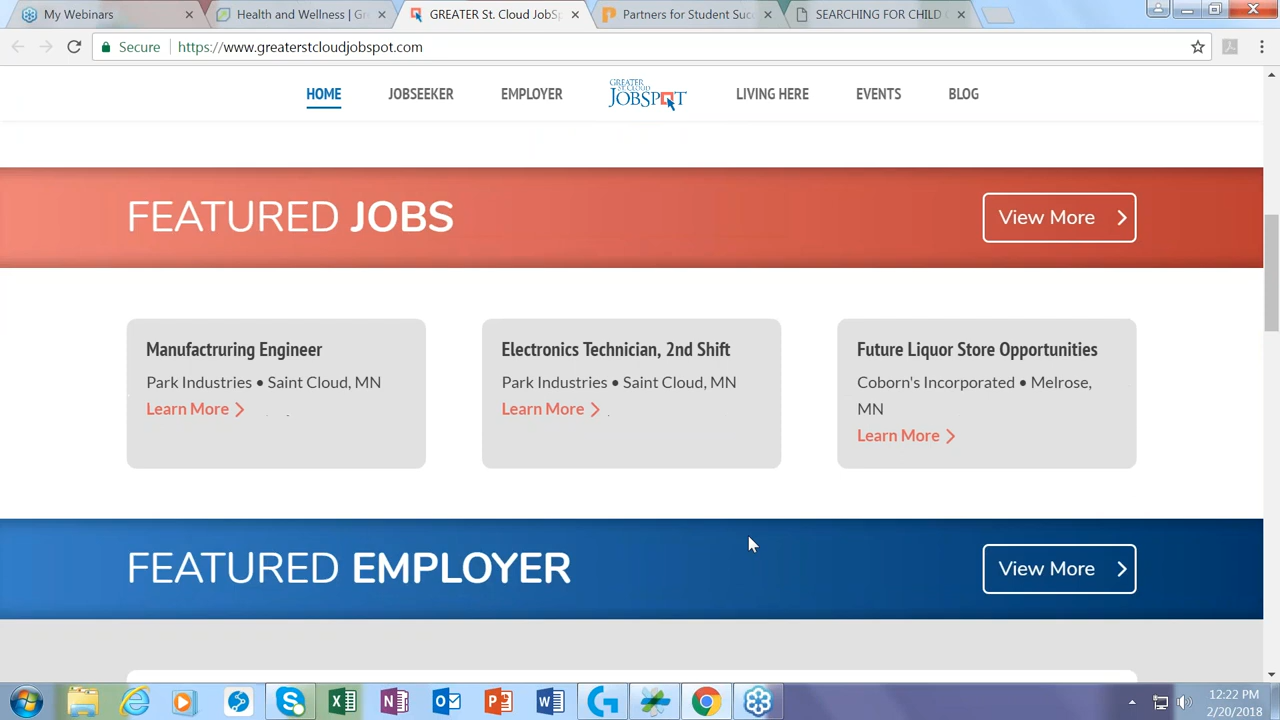 My Webinars
Health and Wellness | Gr
GREATER St. Cloud JobS
Partners for Student Suc
SEARCHING FOR CHILD
Secure
https://www.greaterstcloudjobspot.com
HOME
JOBSEEKER
EMPLOYER
GREATER
ST. CLOUD
JOBSPOT
LIVING HERE
EVENTS
BLOG
FEATURED JOBS
View More
Manufactruring Engineer
Park Industries • Saint Cloud, MN
Learn More
Electronics Technician, 2nd Shift
Park Industries • Saint Cloud, MN
Learn More
Future Liquor Store Opportunities
Coborn's Incorporated • Melrose,
MN
Learn More
FEATURED EMPLOYER
View More
12:22 PM
2/20/2018